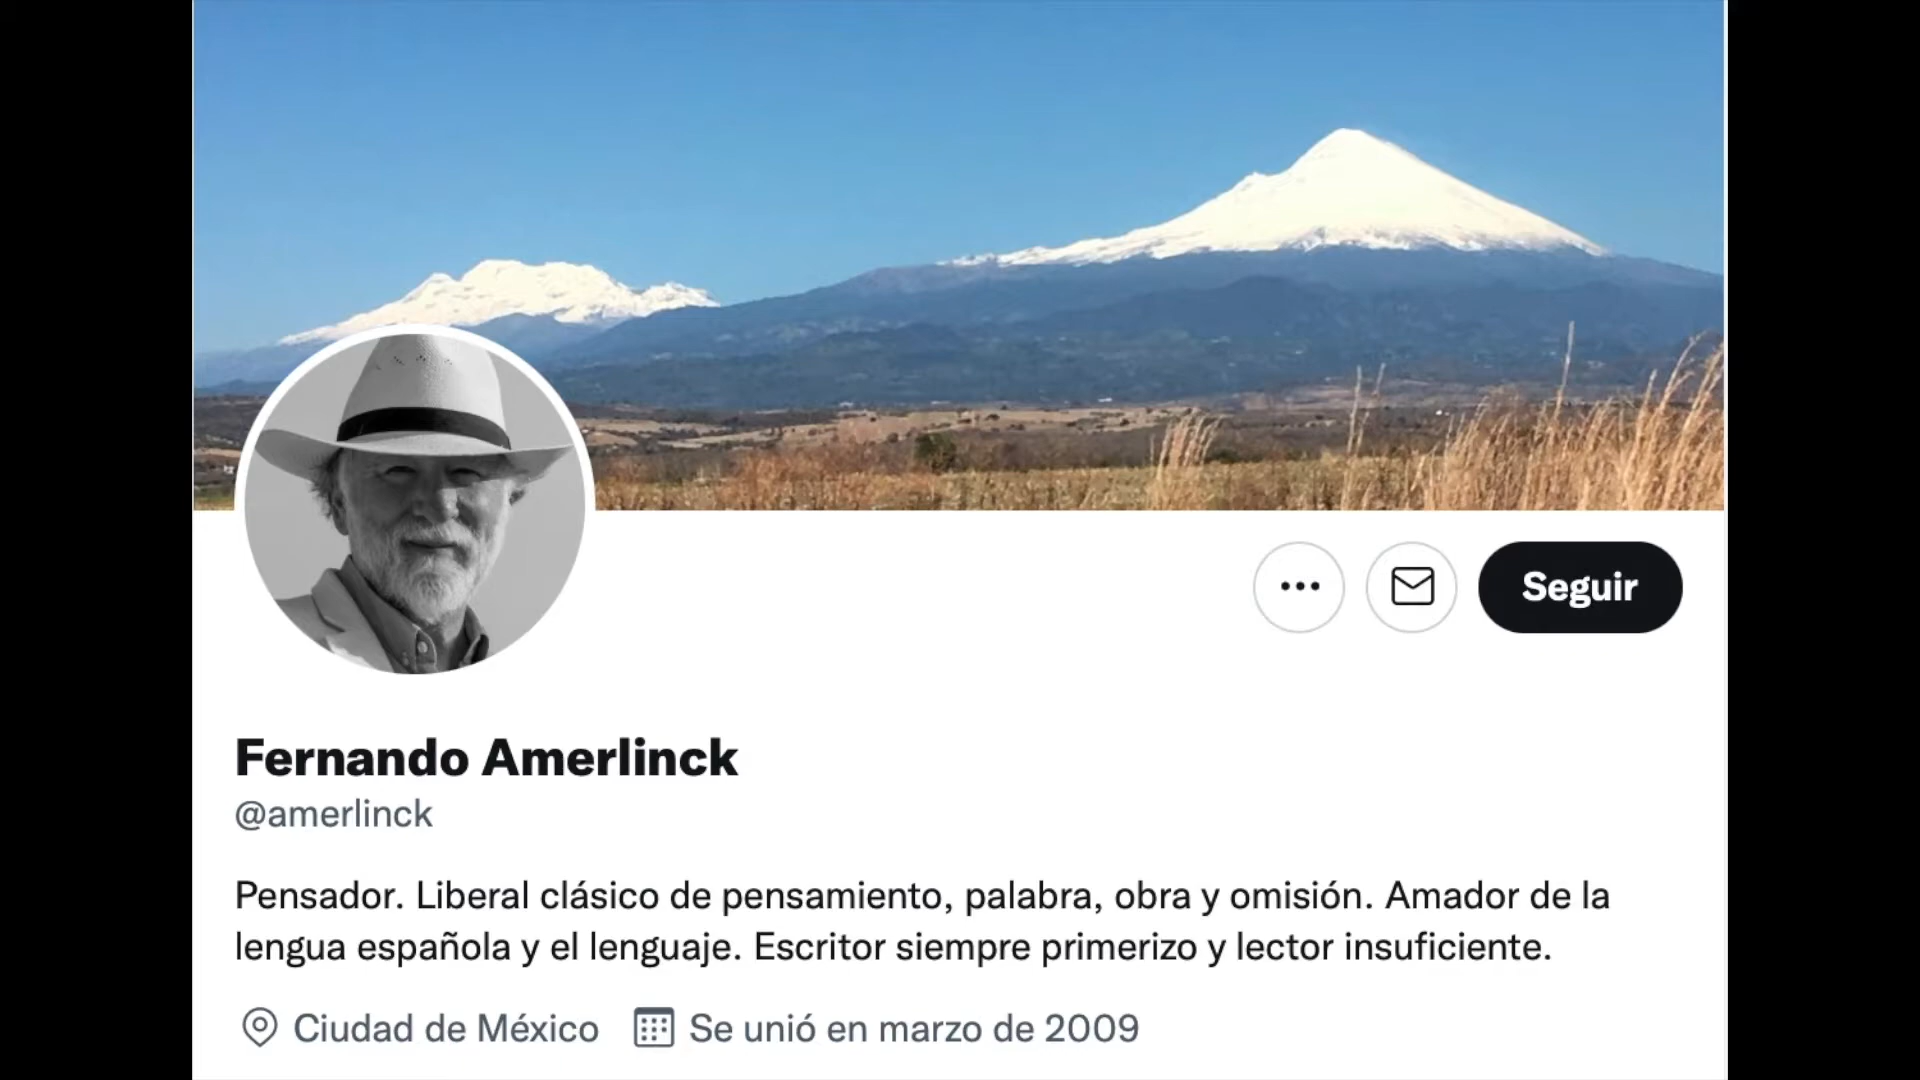 Seguir
Fernando Amerlinck
@amerlinck
Pensador. Liberal clásico de pensamiento, palabra, obra y omisión. Amador de la
lengua española y el lenguaje. Escritor siempre primerizo y lector insuficiente.
Ciudad de México Se unió en marzo de 2009